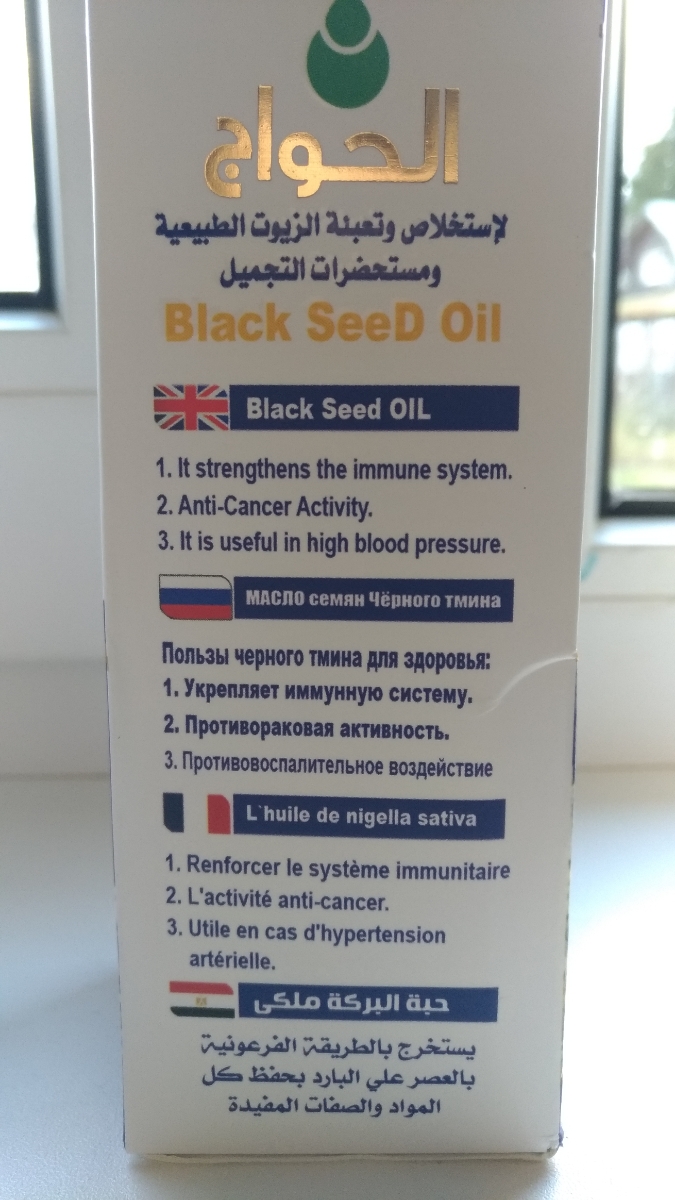 الحواج
لإستخلاص وتعبئة الزيوت الطبيعية
ومستحضرات التجميل
Black SeeD Oil
Black Seed OIL
1. It strengthens the immune system.
2. Anti-Cancer Activity.
3. It is useful in high blood pressure.
МАСЛО семян Чёрного тмина
Пользы черного тмина для здоровья:
1. Укрепляет иммунную систему.
2. Противораковая активность.
3. Противовоспалительное воздействие
L`huile de nigella sativa
1. Renforcer le système immunitaire
2. L'activité anti-cancer.
3. Utile en cas d'hypertension
artérielle.
حبة البركة ملكى
يستخرج بالطريقة الفرعونية
بالعصر علي البارد بحفظ كل
المواد والصفات المفيدة